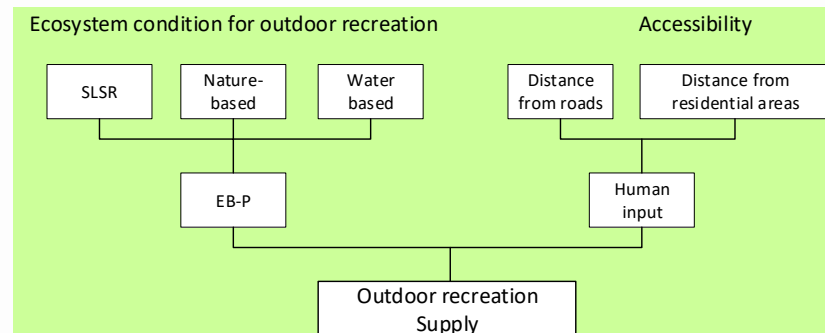 Ecosystem condition for outdoor recreation
Accessibility
SLSR
Nature-
based
Water
based
Distance
from roads
Distance from
residential areas
EB-P
Human
input
Outdoor recreation
Supply